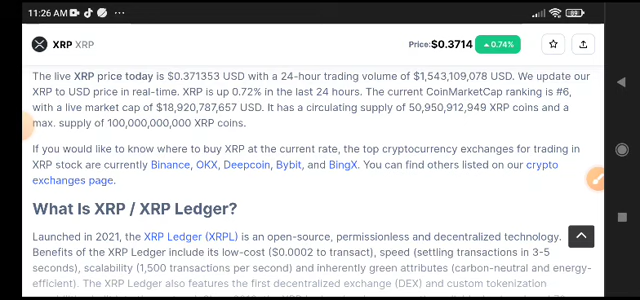 11:26 AM ...
89
XRP XRP
Price: $0.3714 ▲ 0.74%
The live XRP price today is $0.371353 USD with a 24-hour trading volume of $1,543,109,078 USD. We update our
XRP to USD price in real-time. XRP is up 0.72% in the last 24 hours. The current CoinMarketCap ranking is #6,
with a live market cap of $18,920,787,657 USD. It has a circulating supply of 50,950,912,949 XRP coins and a
max. supply of 100,000,000,000 XRP coins.
If you would like to know where to buy XRP at the current rate, the top cryptocurrency exchanges for trading in
XRP stock are currently Binance, OKX, Deepcoin, Bybit, and BingX. You can find others listed on our crypto
exchanges page.
What Is XRP / XRP Ledger?
Launched in 2021, the XRP Ledger (XRPL) is an open-source, permissionless and decentralized technology.
Benefits of the XRP Ledger include its low-cost ($0.0002 to transact), speed (settling transactions in 3-5
seconds), scalability (1,500 transactions per second) and inherently green attributes (carbon-neutral and energy-
efficient). The XRP Ledger also features the first decentralized exchange (DEX) and custom tokenization